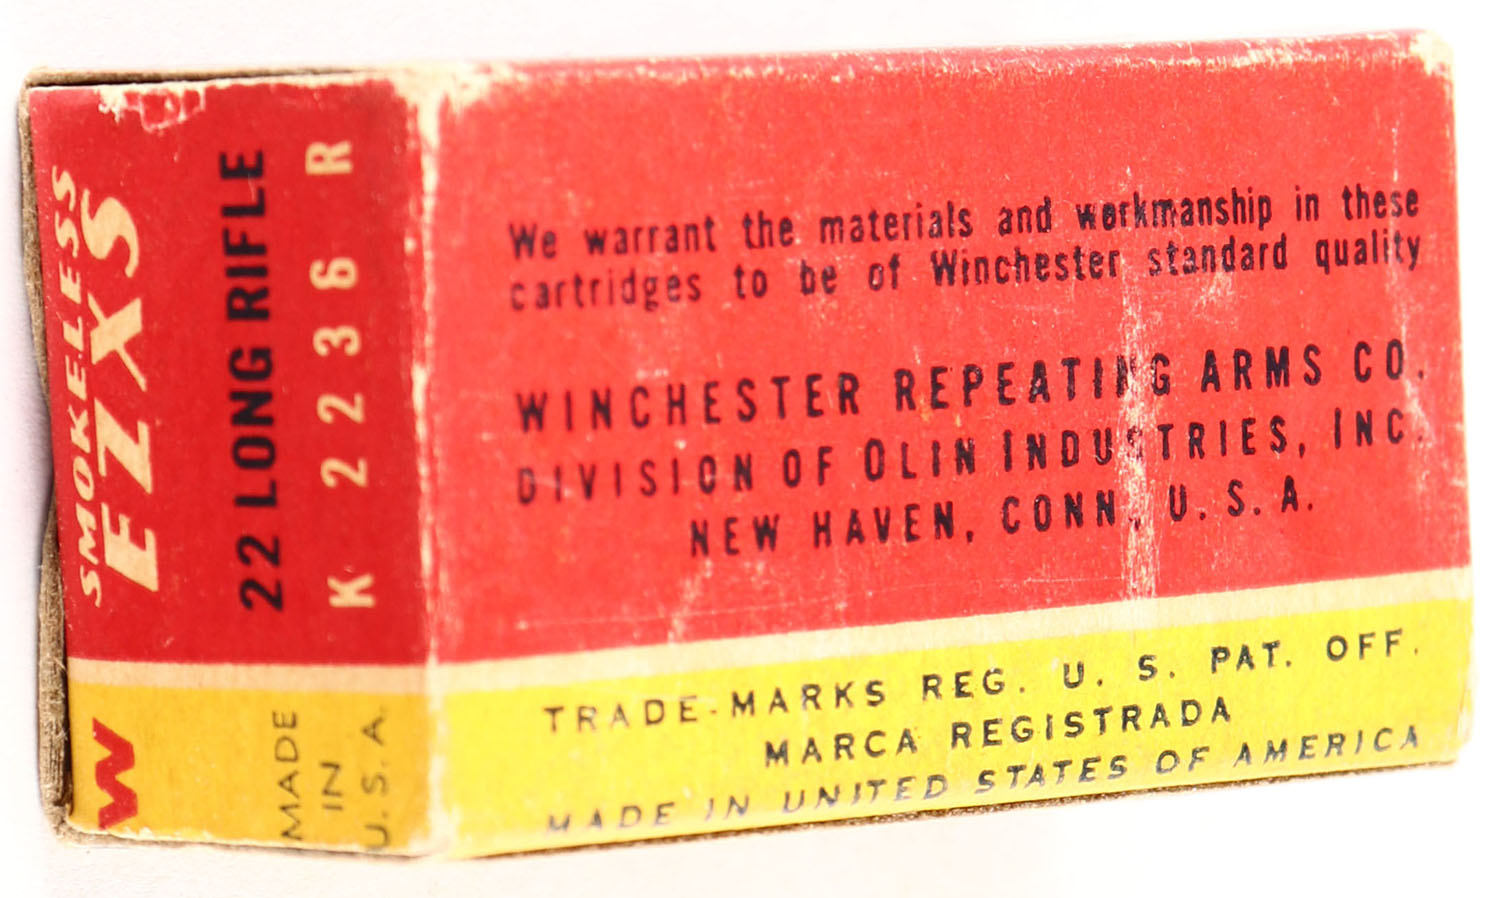 SMOKELESS
EZXS
22 LONG RIFLE
K 2236 R
W
MADE
IN
U.S.A.
We warrant the materials and workmanship in these
cartridges to be of Winchester standard quality
WINCHESTER REPEATING ARMS CO.
DIVISION OF OLIN INDUSTRIES, INC.
NEW HAVEN, CONN., U.S.A.
TRADE-MARKS REG. U. S. PAT. OFF.
MARCA REGISTRADA
MADE IN UNITED STATES OF AMERICA